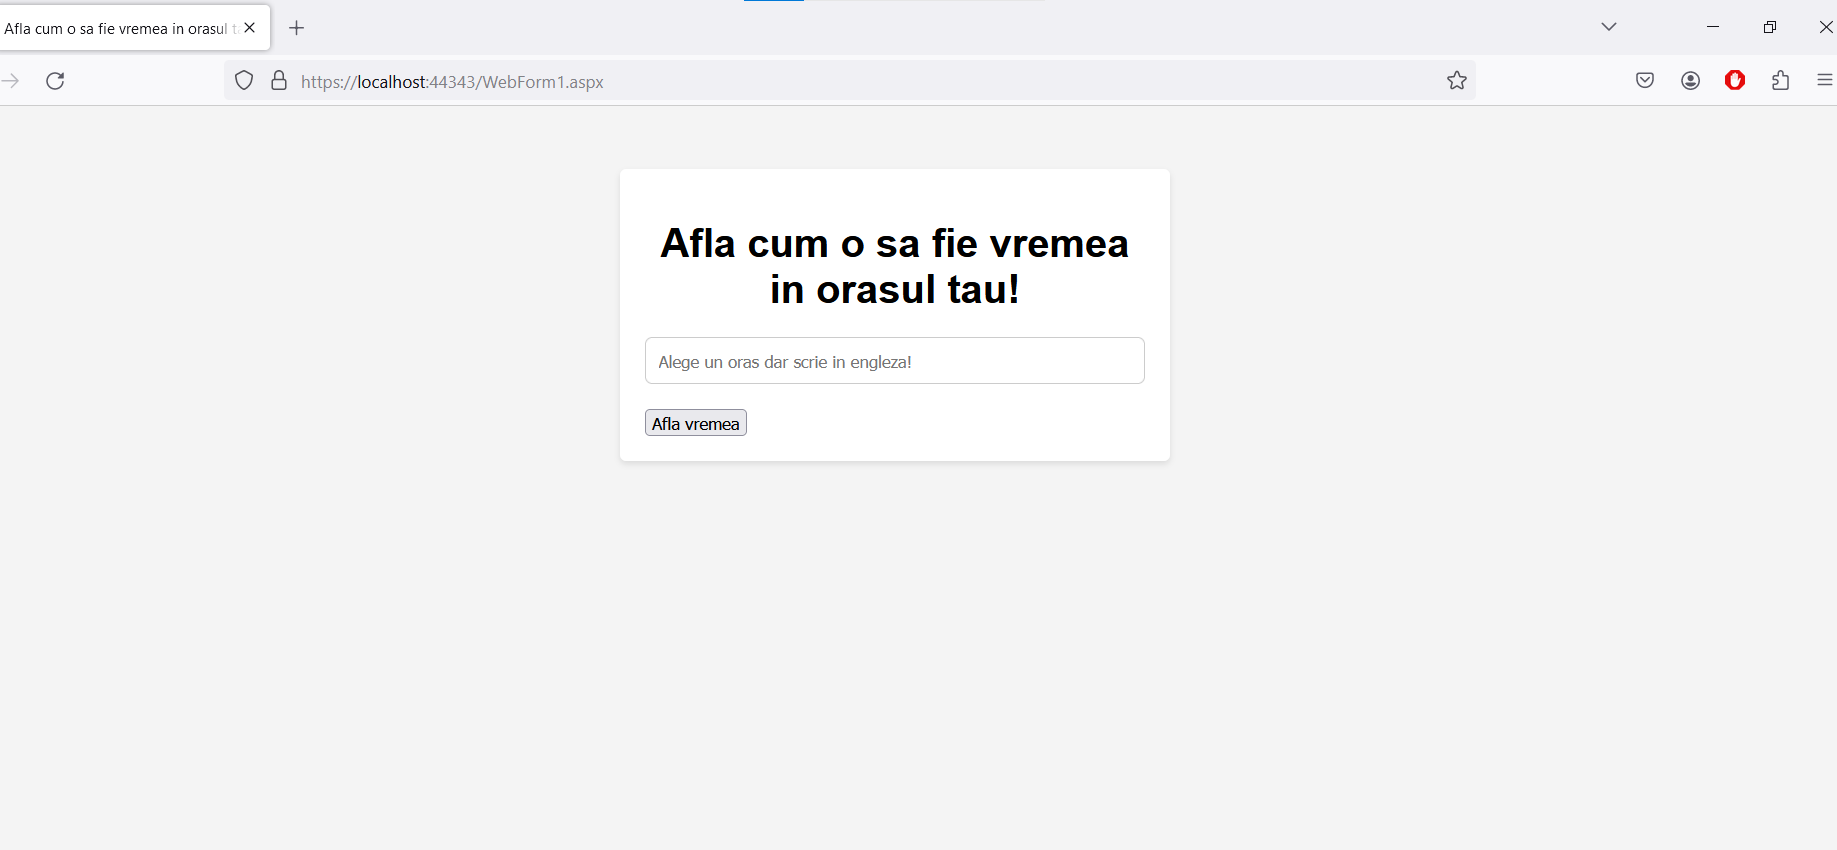 Afla cum o sa fie vremea in orasul
https://localhost:44343/WebForm1.aspx
Afla cum o sa fie vremea
in orasul tau!
Alege un oras dar scrie in engleza!
Afla vremea